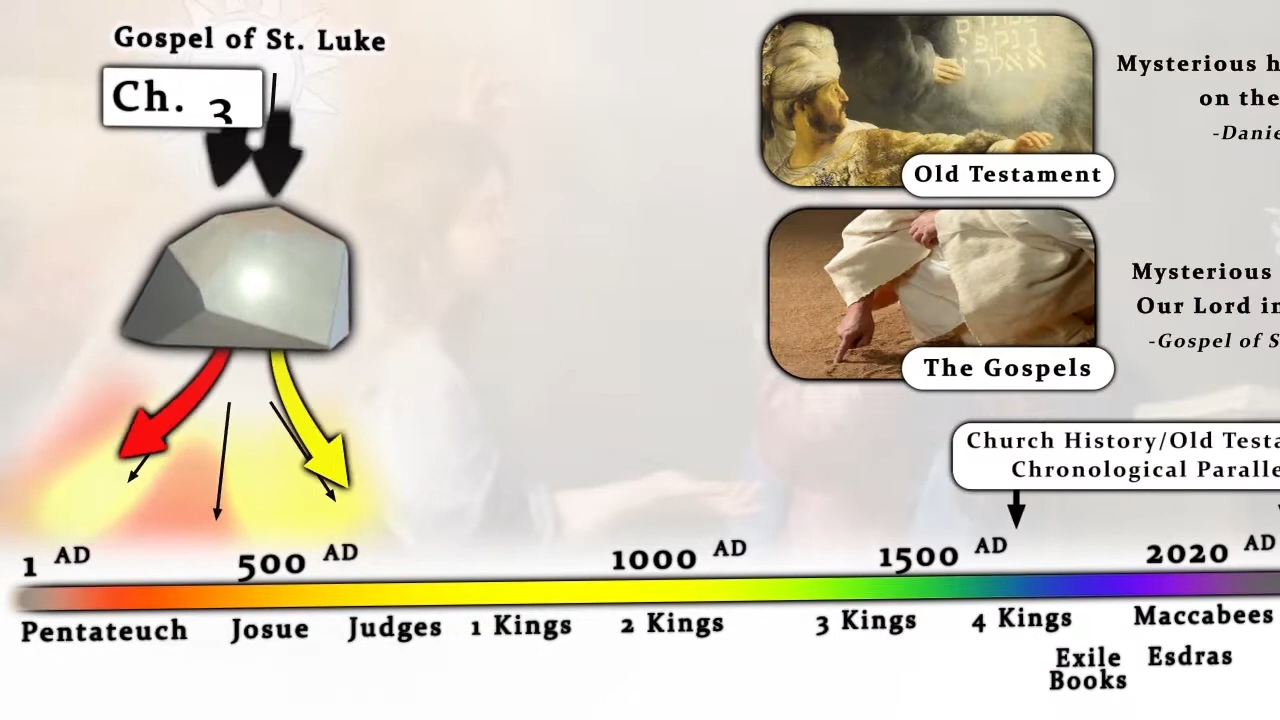 Gospel of St. Luke
Ch. 3
Old Testament
Mysterious h
on the
-Danie
The Gospels
Mysterious
Our Lord in
-Gospel of S
Church History/Old Testa
Chronological Paralle
1 AD
500 AD
1000 AD
1500 AD
2020 AD
Pentateuch
Josue
Judges
1 Kings
2 Kings
3 Kings
4 Kings
Maccabees
Exile
Books
Esdras